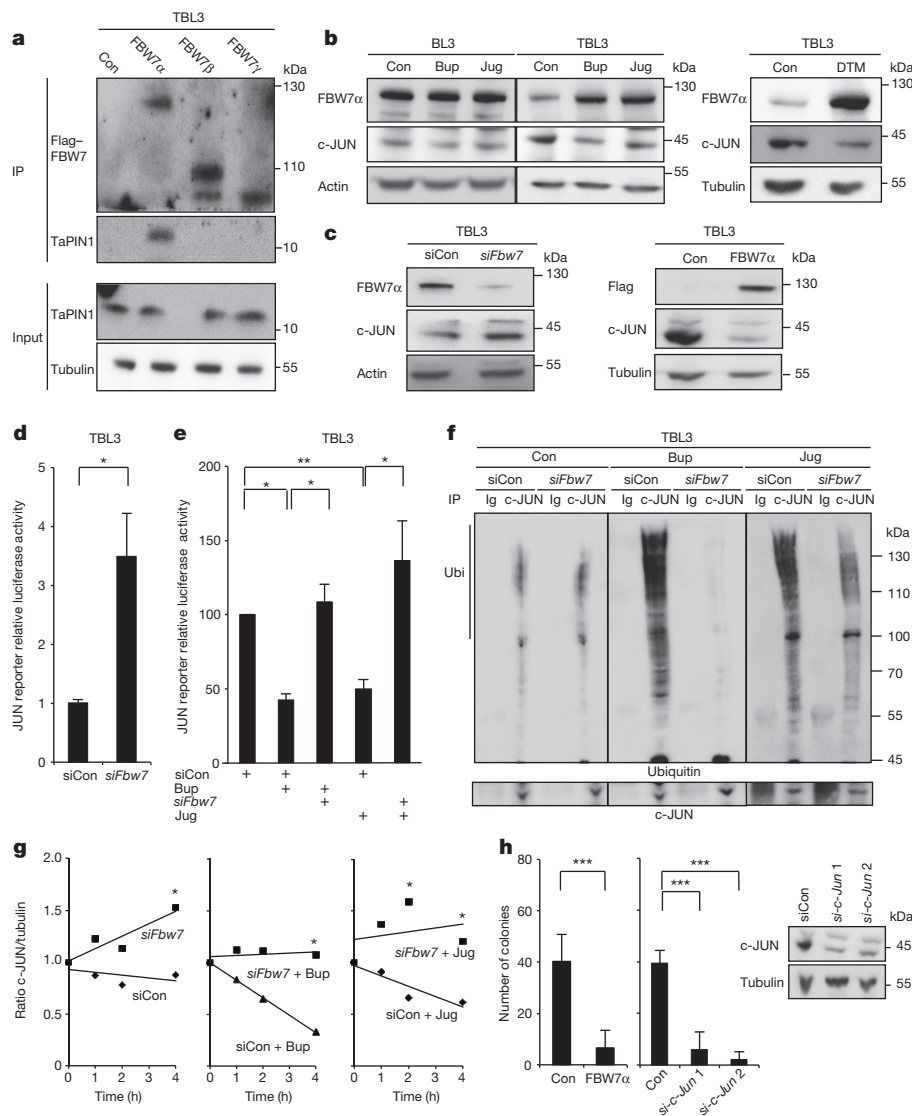 a
TBL3
Con
FBW7α
FBW7β
FBW7γ
kDa
130
Flag–
FBW7
110
IP
TaPIN1
10
TaPIN1
10
Input
Tubulin
55
b
BL3
TBL3
Con Bup Jug Con Bup Jug kDa
FBW7α
130
c-JUN
45
Actin
55
TBL3
Con DTM kDa
FBW7α
130
c-JUN
45
Tubulin
55
c
TBL3
siCon siFbw7 kDa
FBW7α
130
c-JUN
45
Actin
55
TBL3
Con FBW7α kDa
Flag
130
c-JUN
45
Tubulin
55
d
TBL3
JUN reporter relative luciferase activity
5
4
3
2
1
0
*
siCon siFbw7
e
TBL3
JUN reporter relative luciferase activity
200
150
100
50
0
**
*
*
*
siCon + + +
Bup + +
siFbw7 + +
Jug + +
f
TBL3
Con Bup Jug
siCon siFbw7 siCon siFbw7 siCon siFbw7
IP Ig c-JUN Ig c-JUN Ig c-JUN Ig c-JUN Ig c-JUN Ig c-JUN
kDa
Ubi
130
110
100
70
55
45
Ubiquitin
c-JUN
g
Ratio c-JUN/tubulin
2.0
1.5
1.0
0.5
0
*
siFbw7
siCon
0 1 2 4
Time (h)
*
siFbw7 + Bup
siCon + Bup
0 1 2 4
Time (h)
*
*
siFbw7 + Jug
siCon + Jug
0 1 2 4
Time (h)
h
Number of colonies
80
60
40
20
0
***
Con FBW7α
***
***
Con
si-c-Jun 1
si-c-Jun 2
siCon
si-c-Jun 1
si-c-Jun 2
kDa
c-JUN
45
Tubulin
55